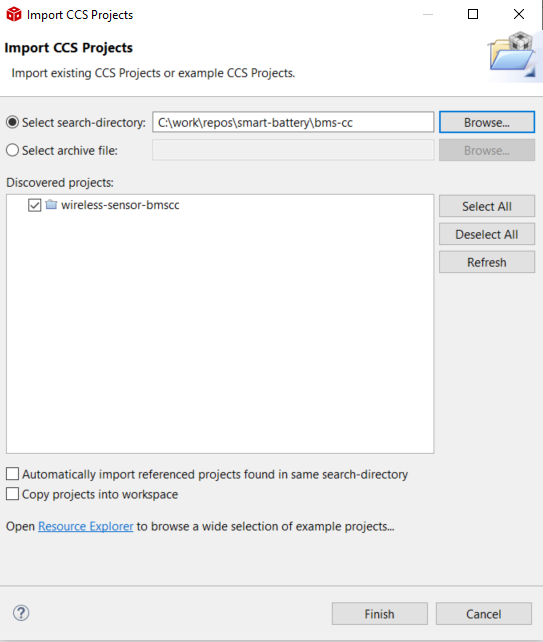 Import CCS Projects
Import CCS Projects
Import existing CCS Projects or example CCS Projects.
Select search-directory: C:\work\repos\smart-battery\bms-cc Browse...
Select archive file: Browse...
Discovered projects:
wireless-sensor-bmscc
Select All
Deselect All
Refresh
Automatically import referenced projects found in same search-directory
Copy projects into workspace
Open Resource Explorer to browse a wide selection of example projects...
? Finish Cancel